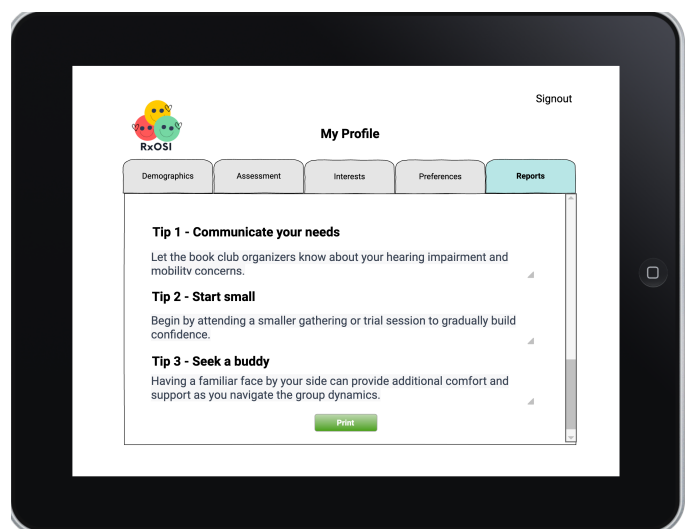 Signout
RxOSI
My Profile
Demographics
Assessment
Interests
Preferences
Reports
Tip 1 - Communicate your needs
Let the book club organizers know about your hearing impairment and
mobility concerns.
Tip 2 - Start small
Begin by attending a smaller gathering or trial session to gradually build
confidence.
Tip 3 - Seek a buddy
Having a familiar face by your side can provide additional comfort and
support as you navigate the group dynamics.
Print